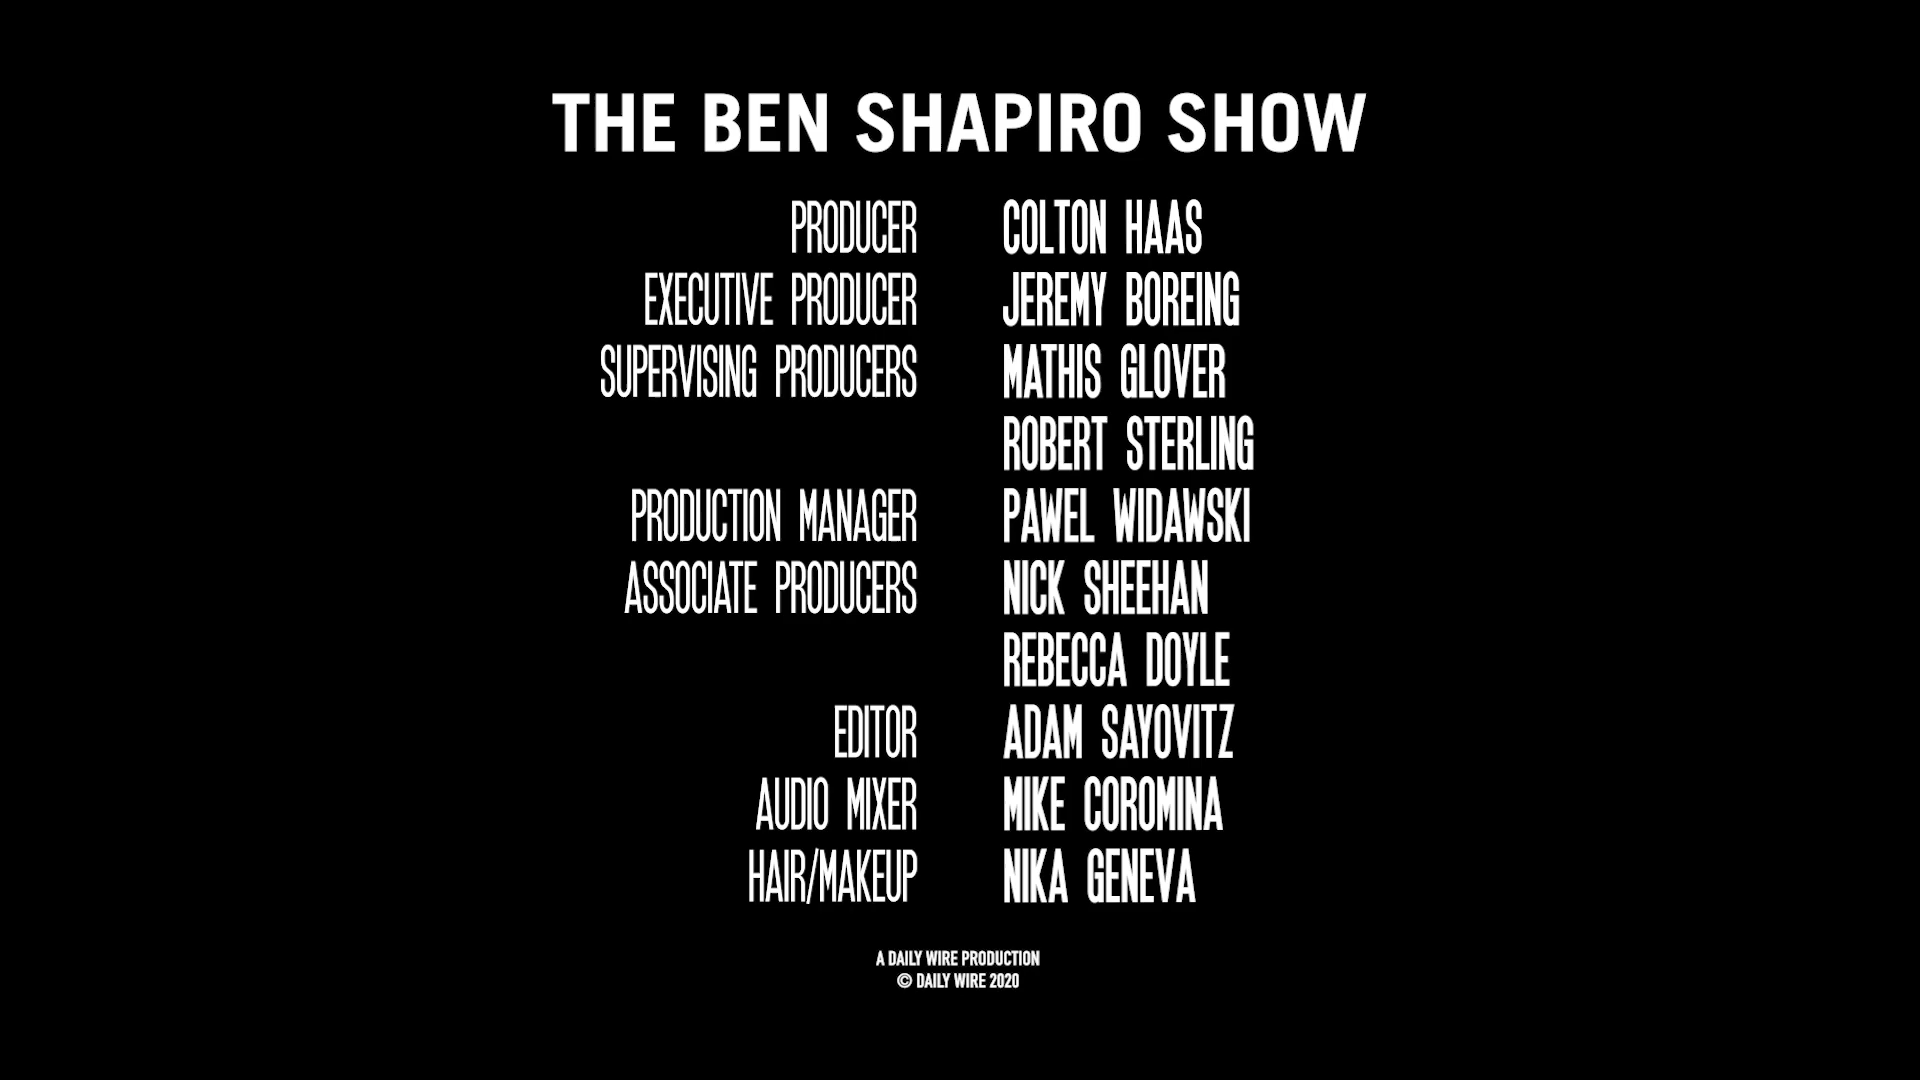 THE BEN SHAPIRO SHOW
PRODUCER COLTON HAAS
EXECUTIVE PRODUCER JEREMY BOREING
SUPERVISING PRODUCERS MATHIS GLOVER
ROBERT STERLING
PRODUCTION MANAGER PAWEL WIDAWSKI
ASSOCIATE PRODUCERS NICK SHEEHAN
REBECCA DOYLE
EDITOR ADAM SAYOVITZ
AUDIO MIXER MIKE COROMINA
HAIR/MAKEUP NIKA GENEVA
A DAILY WIRE PRODUCTION
© DAILY WIRE 2020